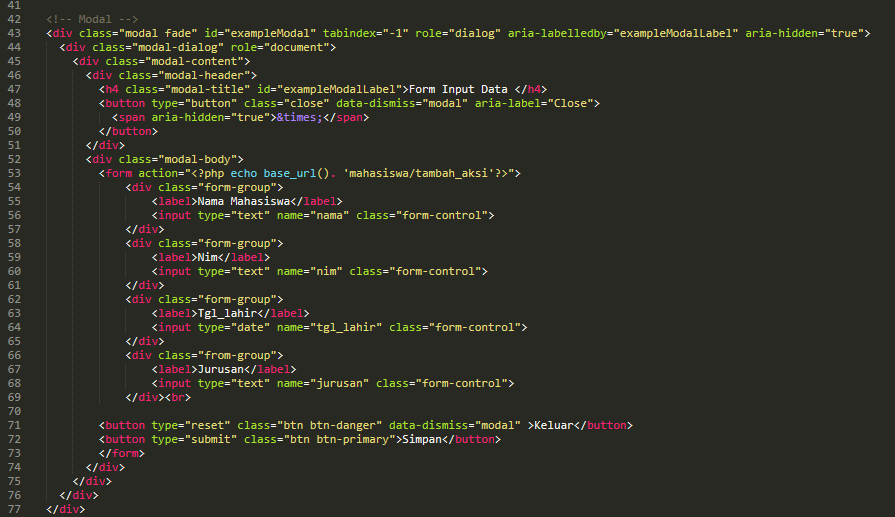 41
42 <!-- Modal -->
43 <div class="modal fade" id="exampleModal" tabindex="-1" role="dialog" aria-labelledby="exampleModalLabel" aria-hidden="true">
44 <div class="modal-dialog" role="document">
45 <div class="modal-content">
46 <div class="modal-header">
47 <h4 class="modal-title" id="exampleModalLabel">Form Input Data </h4>
48 <button type="button" class="close" data-dismiss="modal" aria-label="Close">
49 <span aria-hidden="true">&times;</span>
50 </button>
51 </div>
52 <div class="modal-body">
53 <form action="<?php echo base_url(). 'mahasiswa/tambah_aksi'?>">
54 <div class="form-group">
55 <label>Nama Mahasiswa</label>
56 <input type="text" name="nama" class="form-control">
57 </div>
58 <div class="form-group">
59 <label>Nim</label>
60 <input type="text" name="nim" class="form-control">
61 </div>
62 <div class="form-group">
63 <label>Tgl_lahir</label>
64 <input type="date" name="tgl_lahir" class="form-control">
65 </div>
66 <div class="from-group">
67 <label>Jurusan</label>
68 <input type="text" name="jurusan" class="form-control">
69 </div><br>
70
71 <button type="reset" class="btn btn-danger" data-dismiss="modal" >Keluar</button>
72 <button type="submit" class="btn btn-primary">Simpan</button>
73 </form>
74 </div>
75 </div>
76 </div>
77 </div>